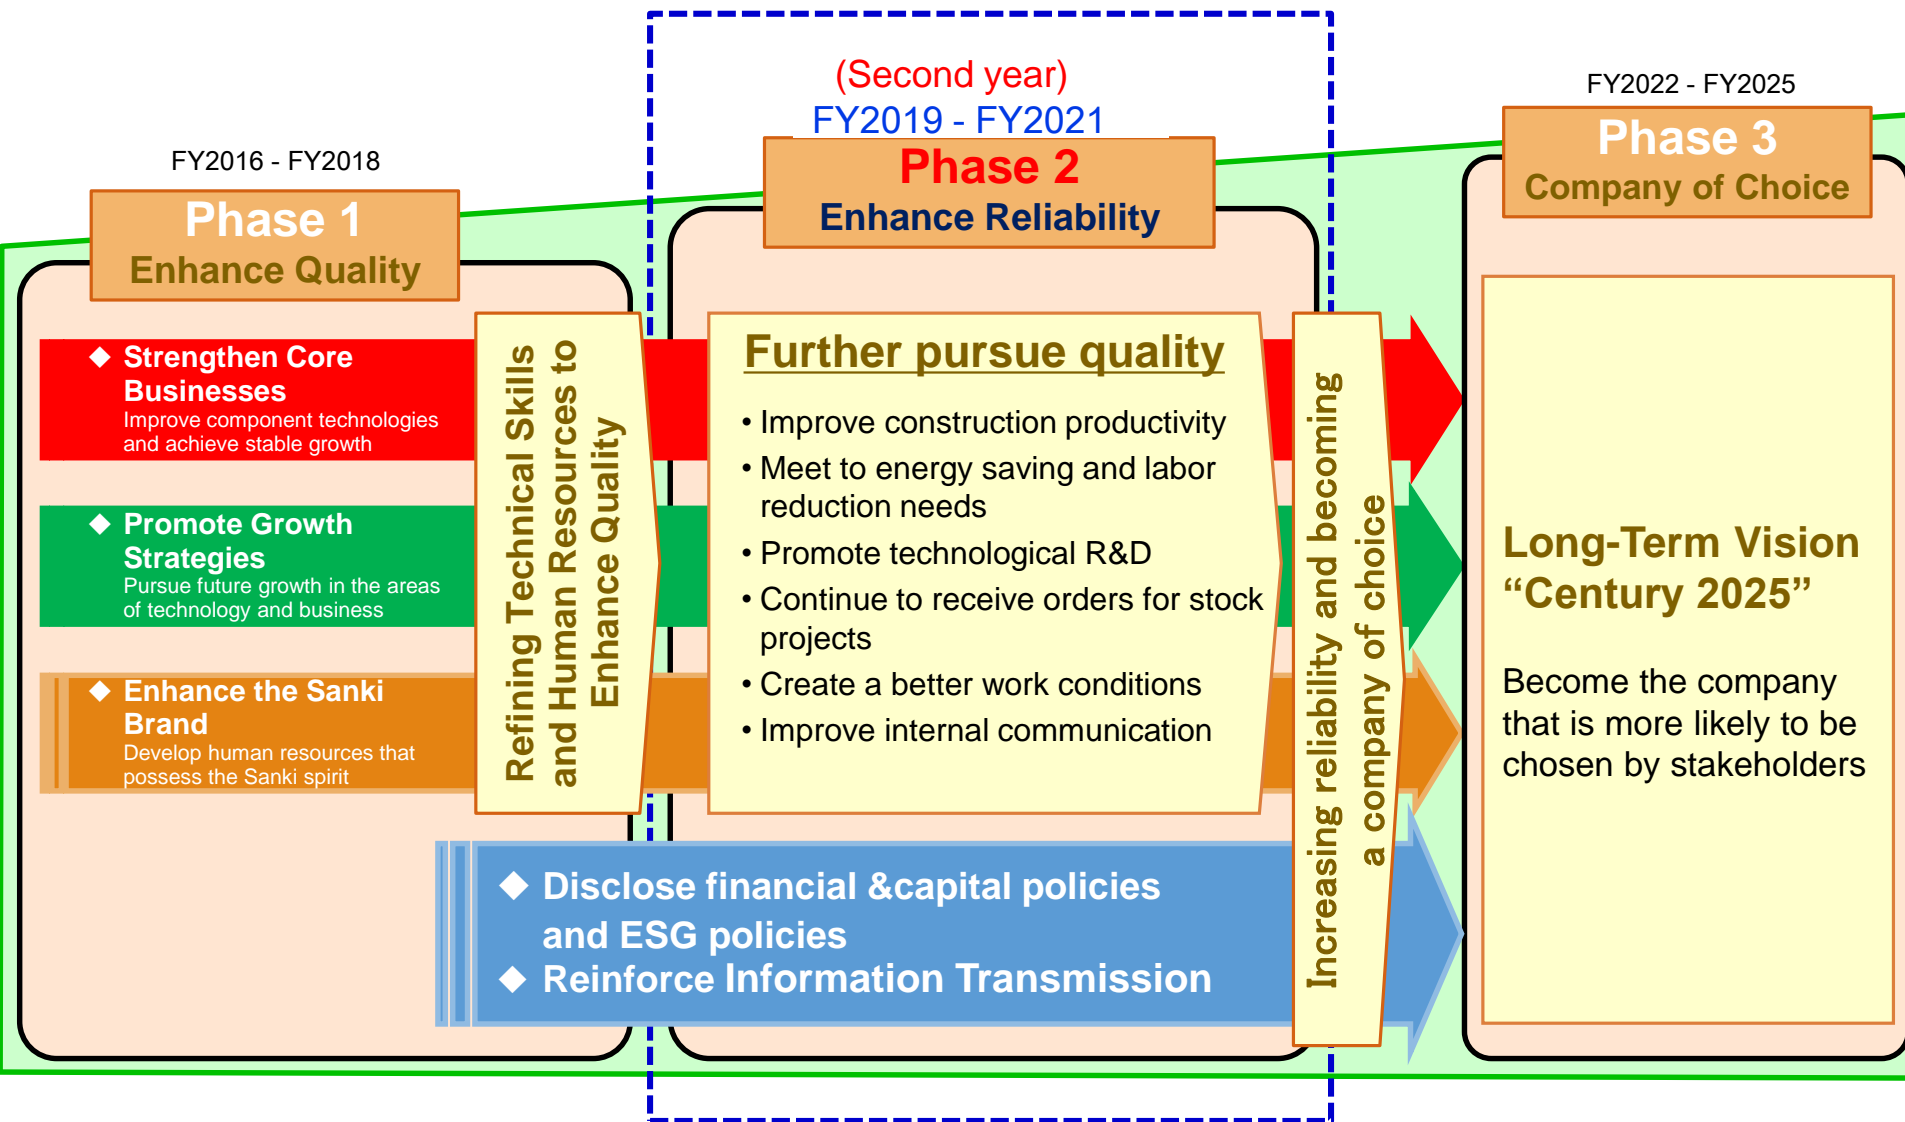 FY2016 - FY2018
Phase 1
Enhance Quality
◆ Strengthen Core
Businesses
Improve component technologies
and achieve stable growth
◆ Promote Growth
Strategies
Pursue future growth in the areas
of technology and business
◆ Enhance the Sanki
Brand
Develop human resources that
possess the Sanki spirit
Refining Technical Skills
and Human Resources to
Enhance Quality
(Second year)
FY2019 - FY2021
Phase 2
Enhance Reliability
Further pursue quality
• Improve construction productivity
• Meet to energy saving and labor
reduction needs
• Promote technological R&D
• Continue to receive orders for stock
projects
• Create a better work conditions
• Improve internal communication
◆ Disclose financial &capital policies
and ESG policies
◆ Reinforce Information Transmission
Increasing reliability and becoming
a company of choice
FY2022 - FY2025
Phase 3
Company of Choice
Long-Term Vision
“Century 2025”
Become the company
that is more likely to be
chosen by stakeholders